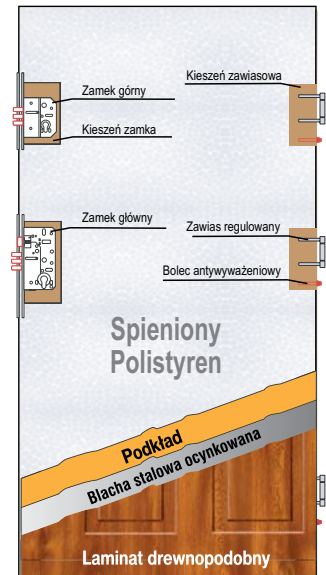 Zamek górny
Kieszeń zawiasowa
Kieszeń zamka
Zamek główny
Zawias regulowany
Bolec antywyważeniowy
Spieniony
Polistyren
Podkład
Blacha stalowa ocynkowana
Laminat drewnopodobny